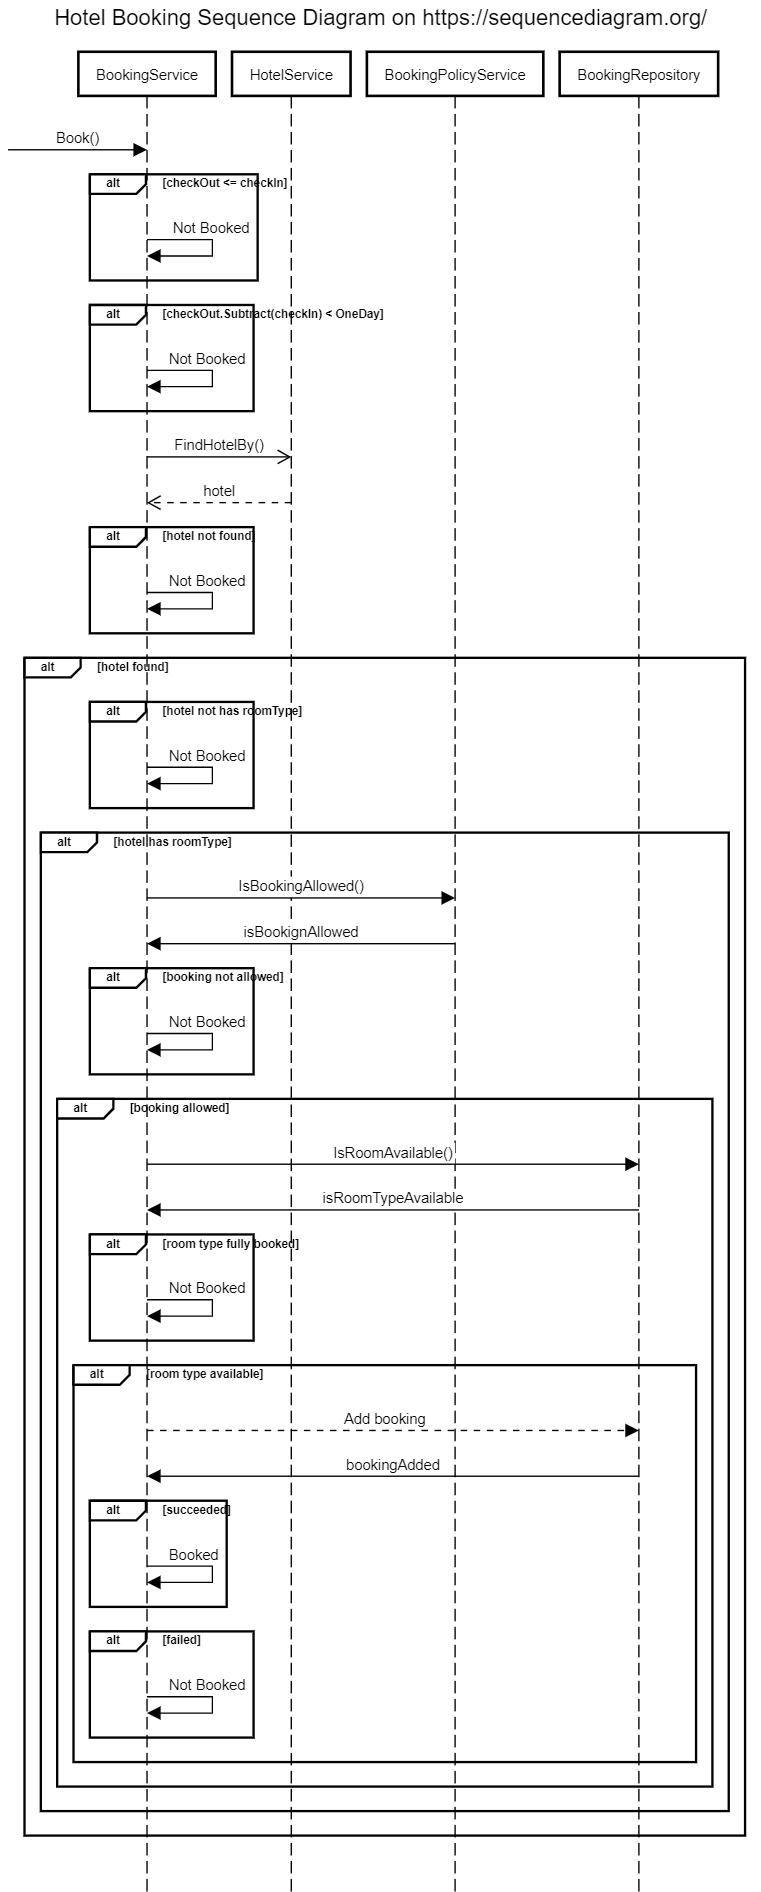 Hotel Booking Sequence Diagram on https://sequencediagram.org/
BookingService
HotelService
BookingPolicyService
BookingRepository
Book()
alt
[checkOut <= checkIn]
Not Booked
alt
[checkOut.Subtract(checkIn) < OneDay]
Not Booked
FindHotelBy()
hotel
alt
[hotel not found]
Not Booked
alt
[hotel found]
alt
[hotel not has roomType]
Not Booked
alt
[hotel has roomType]
IsBookingAllowed()
isBookignAllowed
alt
[booking not allowed]
Not Booked
alt
[booking allowed]
IsRoomAvailable()
isRoomTypeAvailable
alt
[room type fully booked]
Not Booked
alt
[room type available]
Add booking
bookingAdded
alt
[succeeded]
Booked
alt
[failed]
Not Booked